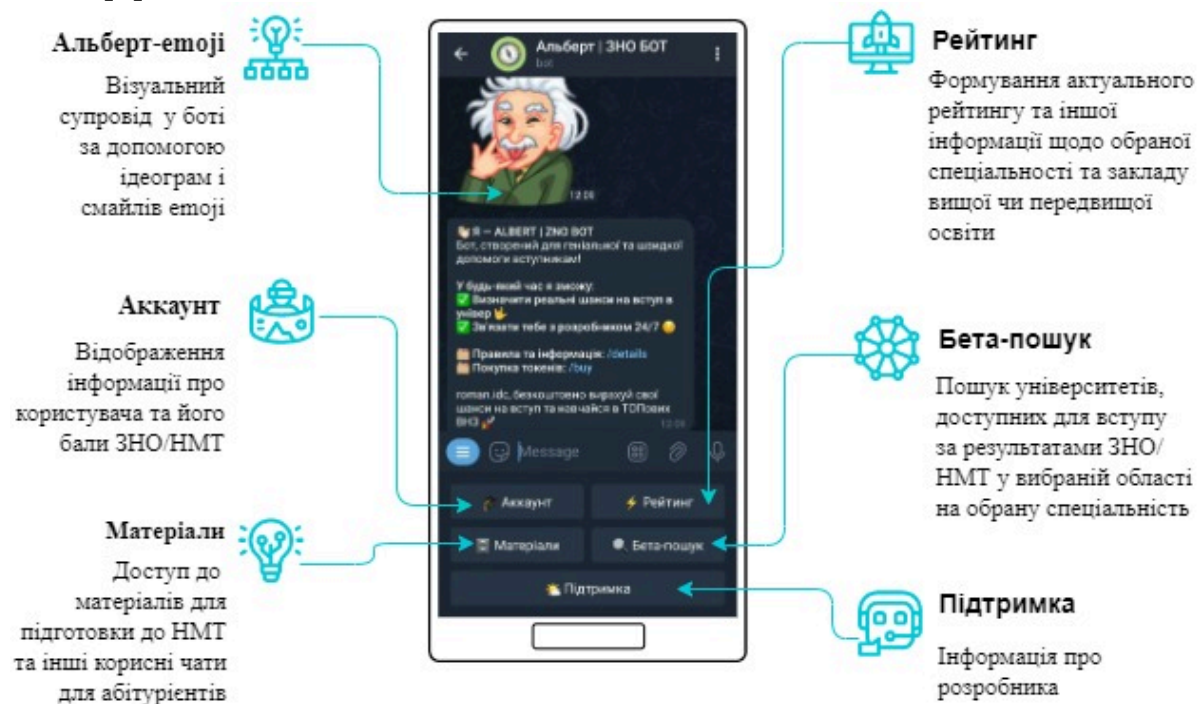 Альберт-emoji
Візуальний
супровід у боті
за допомогою
ідеограм і
смайлів emoji
Аккаунт
Відображення
інформації про
користувача та його
бали ЗНО/НМТ
Матеріали
Доступ до
матеріалів для
підготовки до НМТ
та інші корисні чати
для абітурієнтів
Альберт | ЗНО БОТ
bot
12:08
Я — ALBERT | ZNO BOT
Бот, створений для геніальної та швидкої
допомоги вступникам!
У будь-який час я зможу:
Визначити реальні шанси на вступ в
універ
Зв'язати тебе з розробником 24/7
Правила та інформація: /details
Покупка токенів: /buy
roman.idc, безкоштовно вирахуй свої
шанси на вступ та навчайся в ТОПових
ВНЗ
12:08
Message
Аккаунт
Рейтинг
Матеріали
Бета-пошук
Підтримка
Рейтинг
Формування актуального
рейтингу та іншої
інформації щодо обраної
спеціальності та закладу
вищої чи передвищої
освіти
Бета-пошук
Пошук університетів,
доступних для вступу
за результатами ЗНО/
НМТ у вибраній області
на обрану спеціальність
Підтримка
Інформація про
розробника